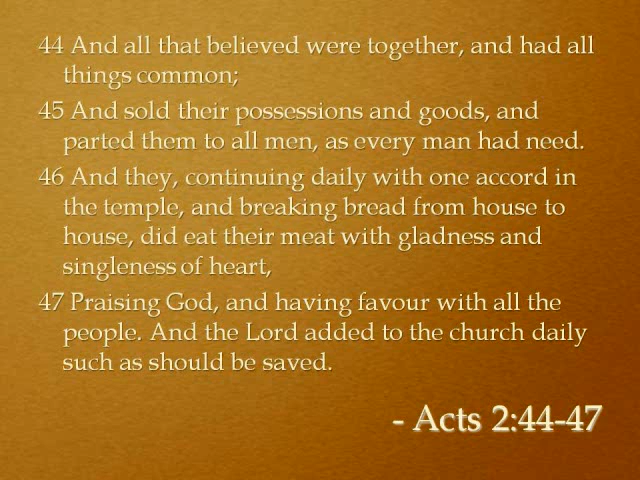 44 And all that believed were together, and had all
things common;
45 And sold their possessions and goods, and
parted them to all men, as every man had need.
46 And they, continuing daily with one accord in
the temple, and breaking bread from house to
house, did eat their meat with gladness and
singleness of heart,
47 Praising God, and having favour with all the
people. And the Lord added to the church daily
such as should be saved.
- Acts 2:44-47